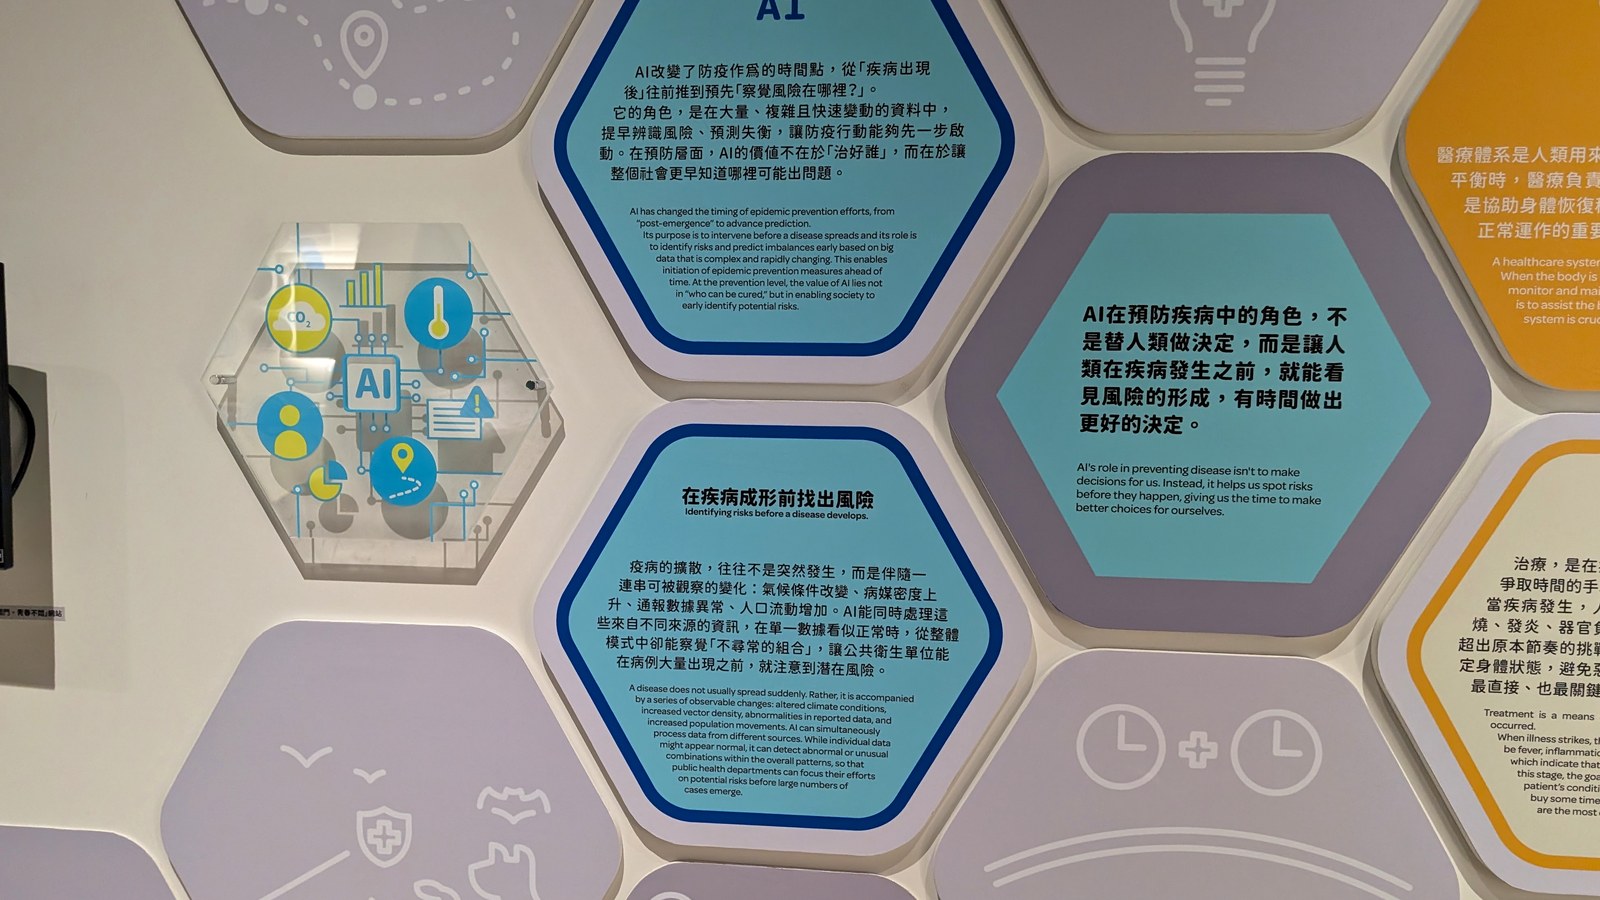 AI
AI改變了防疫作為的時間點，從「疾病出現
後」往前推到預先「察覺風險在哪裡?」。
它的角色，是在大量、複雜且快速變動的資料中，
提早辨識風險、預測失衡，讓防疫行動能夠先一步啟
動。在預防層面，AI的價值不在於「治好誰」，而在於讓
整個社會更早知道哪裡可能出問題。
AI has changed the timing of epidemic prevention efforts, from
"post-emergence" to advance prediction.
Its purpose is to intervene before a disease spreads and its role is
to identify risks and predict imbalances early based on big
data that is complex and rapidly changing. This enables
initiation of epidemic prevention measures ahead of
time. At the prevention level, the value of AI lies not
in "who can be cured," but in enabling society to
early identify potential risks.
CO2
AI
在疾病成形前找出風險
Identifying risks before a disease develops.
疫病的擴散，往往不是突然發生，而是伴隨一
連串可被觀察的變化：氣候條件改變、病媒密度上
升、通報數據異常、人口流動增加。AI能同時處理這
些來自不同來源的資訊，在單一數據看似正常時，從整體
模式中卻能察覺「不尋常的組合」，讓公共衛生單位能
在病例大量出現之前，就注意到潛在風險。
A disease does not usually spread suddenly. Rather, it is accompanied
by a series of observable changes: altered climate conditions,
increased vector density, abnormalities in reported data, and
increased population movements. AI can simultaneously
process data from different sources. While individual data
might appear normal, it can detect abnormal or unusual
combinations within the overall patterns, so that
public health departments can focus their efforts
on potential risks before large numbers of
cases emerge.
AI在預防疾病中的角色，不
是替人類做決定，而是讓人
類在疾病發生之前，就能看
見風險的形成，有時間做出
更好的決定。
AI's role in preventing disease isn't to make
decisions for us. Instead, it helps us spot risks
before they happen, giving us the time to make
better choices for ourselves.
醫療體系是人類用來
平衡時，醫療負責
是協助身體恢復
正常運作的重要
A healthcare system
When the body is
monitor and mai
is to assist the
system is cruc
治療，是在
爭取時間的手
當疾病發生，
燒、發炎、器官
超出原本節奏的挑戰
定身體狀態，避免
最直接、也最關鍵
Treatment is a means
occurred.
When illness strikes, th
be fever, inflammatio
which indicate that
this stage, the goa
patient's conditi
buy some time
are the most